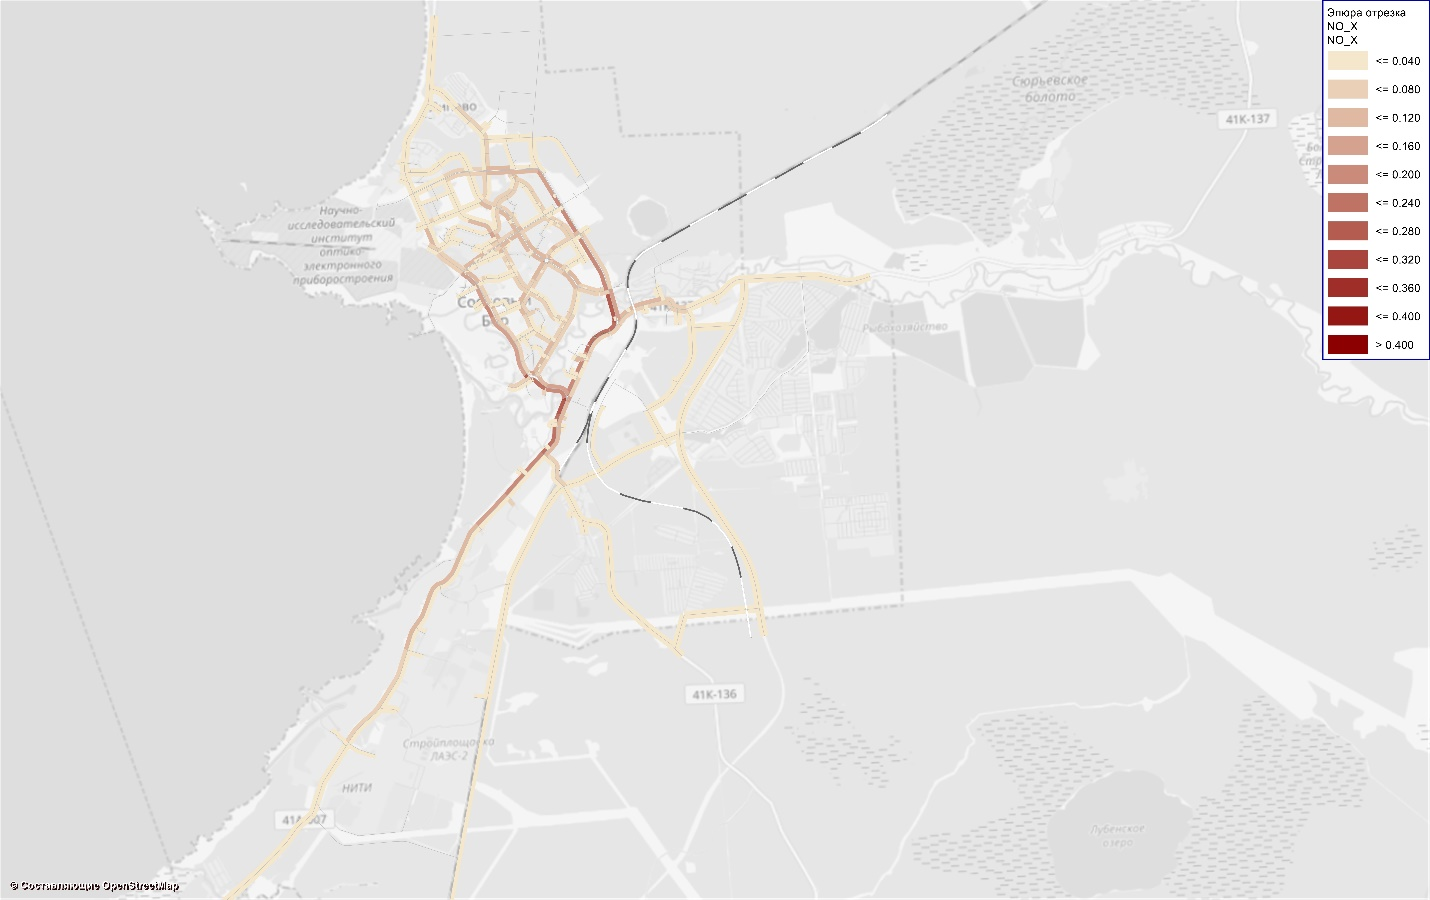 Эпюра отрезка
NO_X
NO_X
<= 0.040
<= 0.080
<= 0.120
<= 0.160
<= 0.200
<= 0.240
<= 0.280
<= 0.320
<= 0.360
<= 0.400
> 0.400
Сюрьевское
болото
41К-137
Научно-
исследовательский
институт
оптико-
электронного
приборостроения
Рыбохозяйство
41К-136
Стройплощадка
ЛАЭС-2
НИТИ
Лубенское
озеро
© Составляющие OpenStreetMap